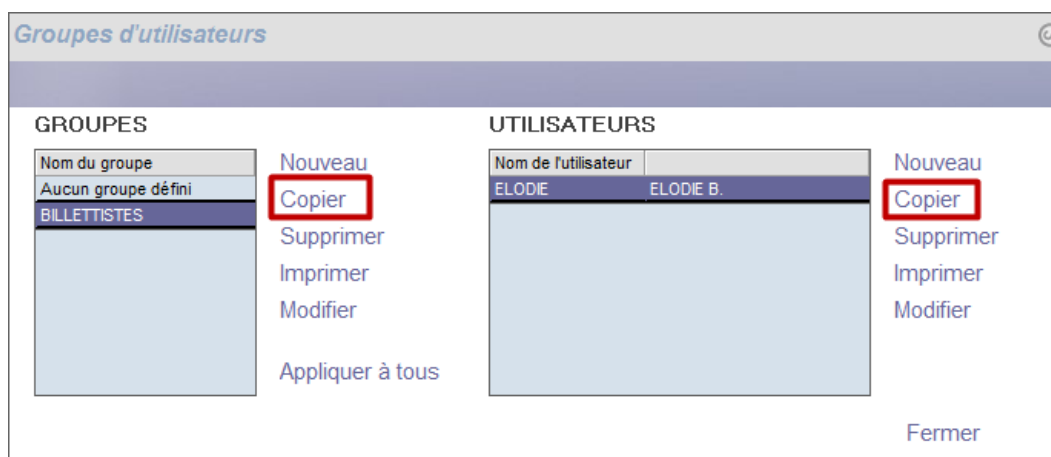 Groupes d'utilisateurs
GROUPES
Nom du groupe
Aucun groupe défini
BILLETTISTES
Nouveau
Copier
Supprimer
Imprimer
Modifier
Appliquer à tous
UTILISATEURS
Nom de l'utilisateur
ELODIE ELODIE B.
Nouveau
Copier
Supprimer
Imprimer
Modifier
Fermer